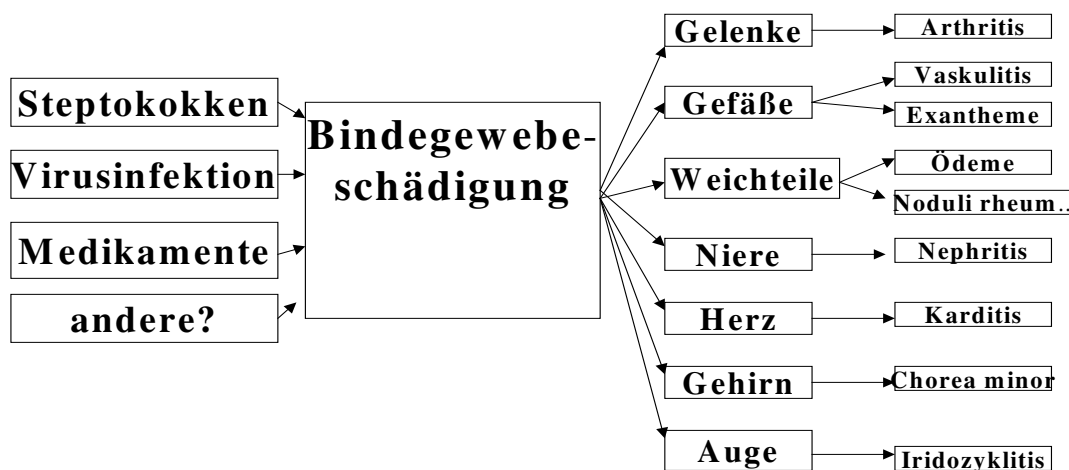 Steptokokken
Virusinfektion
Medikamente
andere?
Bindegewebe-
schädigung
Gelenke
Gefäße
Weichteile
Niere
Herz
Gehirn
Auge
Arthritis
Vaskulitis
Exantheme
Ödeme
Noduli rheum..
Nephritis
Karditis
Chorea minor
Iridozyklitis